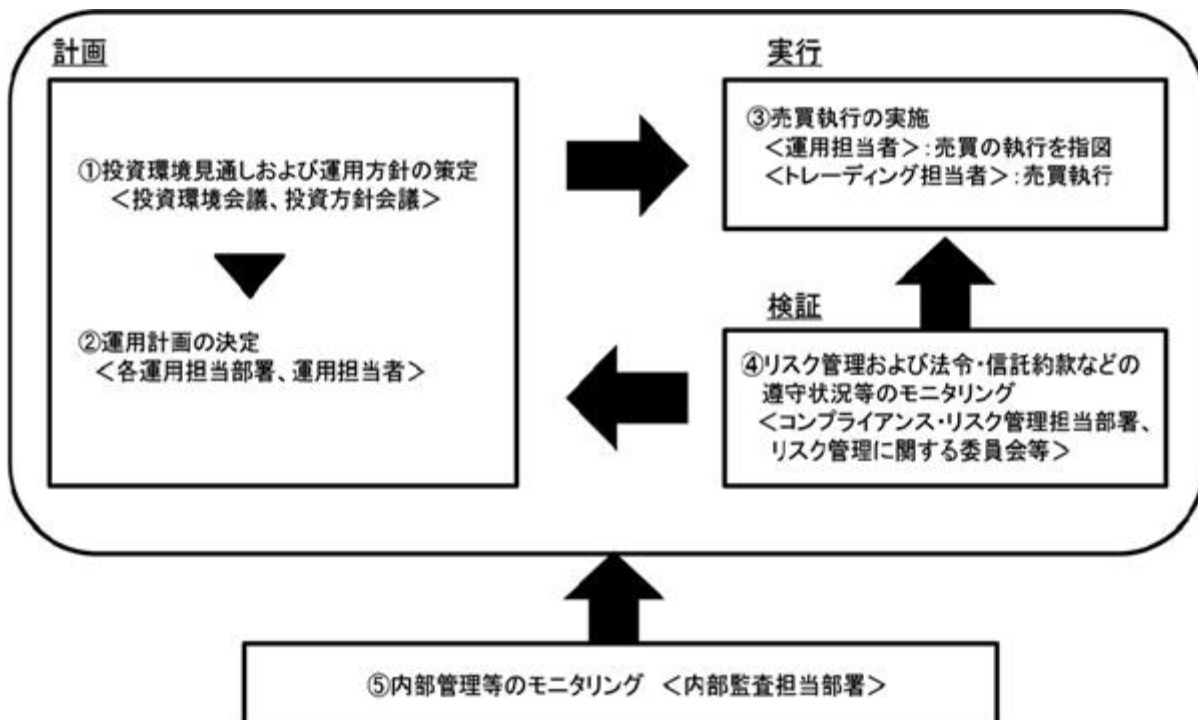 計画
①投資環境見通しおよび運用方針の策定
＜投資環境会議、投資方針会議＞
②運用計画の決定
＜各運用担当部署、運用担当者＞
実行
③売買執行の実施
＜運用担当者＞：売買の執行を指図
＜トレーディング担当者＞：売買執行
検証
④リスク管理および法令・信託約款などの
遵守状況等のモニタリング
＜コンプライアンス・リスク管理担当部署、
リスク管理に関する委員会等＞
⑤内部管理等のモニタリング ＜内部監査担当部署＞